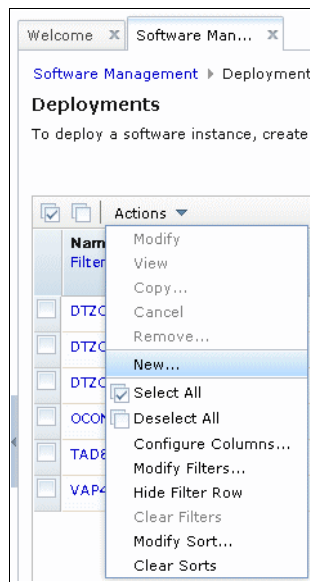 Welcome X Software Man... X
Software Management Deployment
Deployments
To deploy a software instance, create
Actions
Nam
Filter
Modify
View
Copy...
Cancel
Remove...
New...
Select All
Deselect All
Configure Columns...
Modify Filters...
Hide Filter Row
Clear Filters
Modify Sort...
Clear Sorts
DTZC
DTZC
DTZC
OCON
TAD8
VAP4